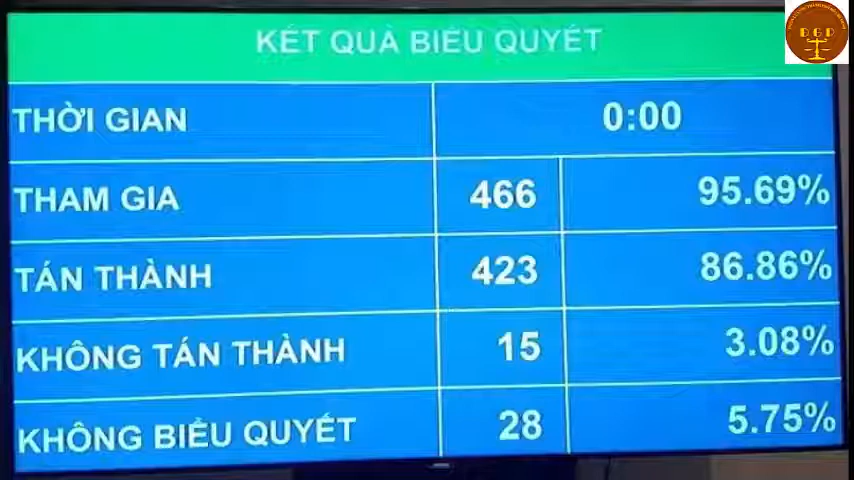 KẾT QUẢ BIỂU QUYẾT
THỜI GIAN 0:00
THAM GIA 466 95.69%
TÁN THÀNH 423 86.86%
KHÔNG TÁN THÀNH 15 3.08%
KHÔNG BIỂU QUYẾT 28 5.75%
ĐGP